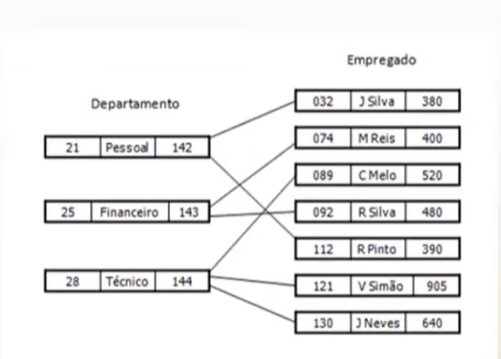 Empregado
Departamento
032 J Silva 380
074 M Reis 400
21 Pessoal 142
089 C Melo 520
25 Financeiro 143
092 R Silva 480
112 R Pinto 390
28 Técnico 144
121 V Simão 905
130 J Neves 640